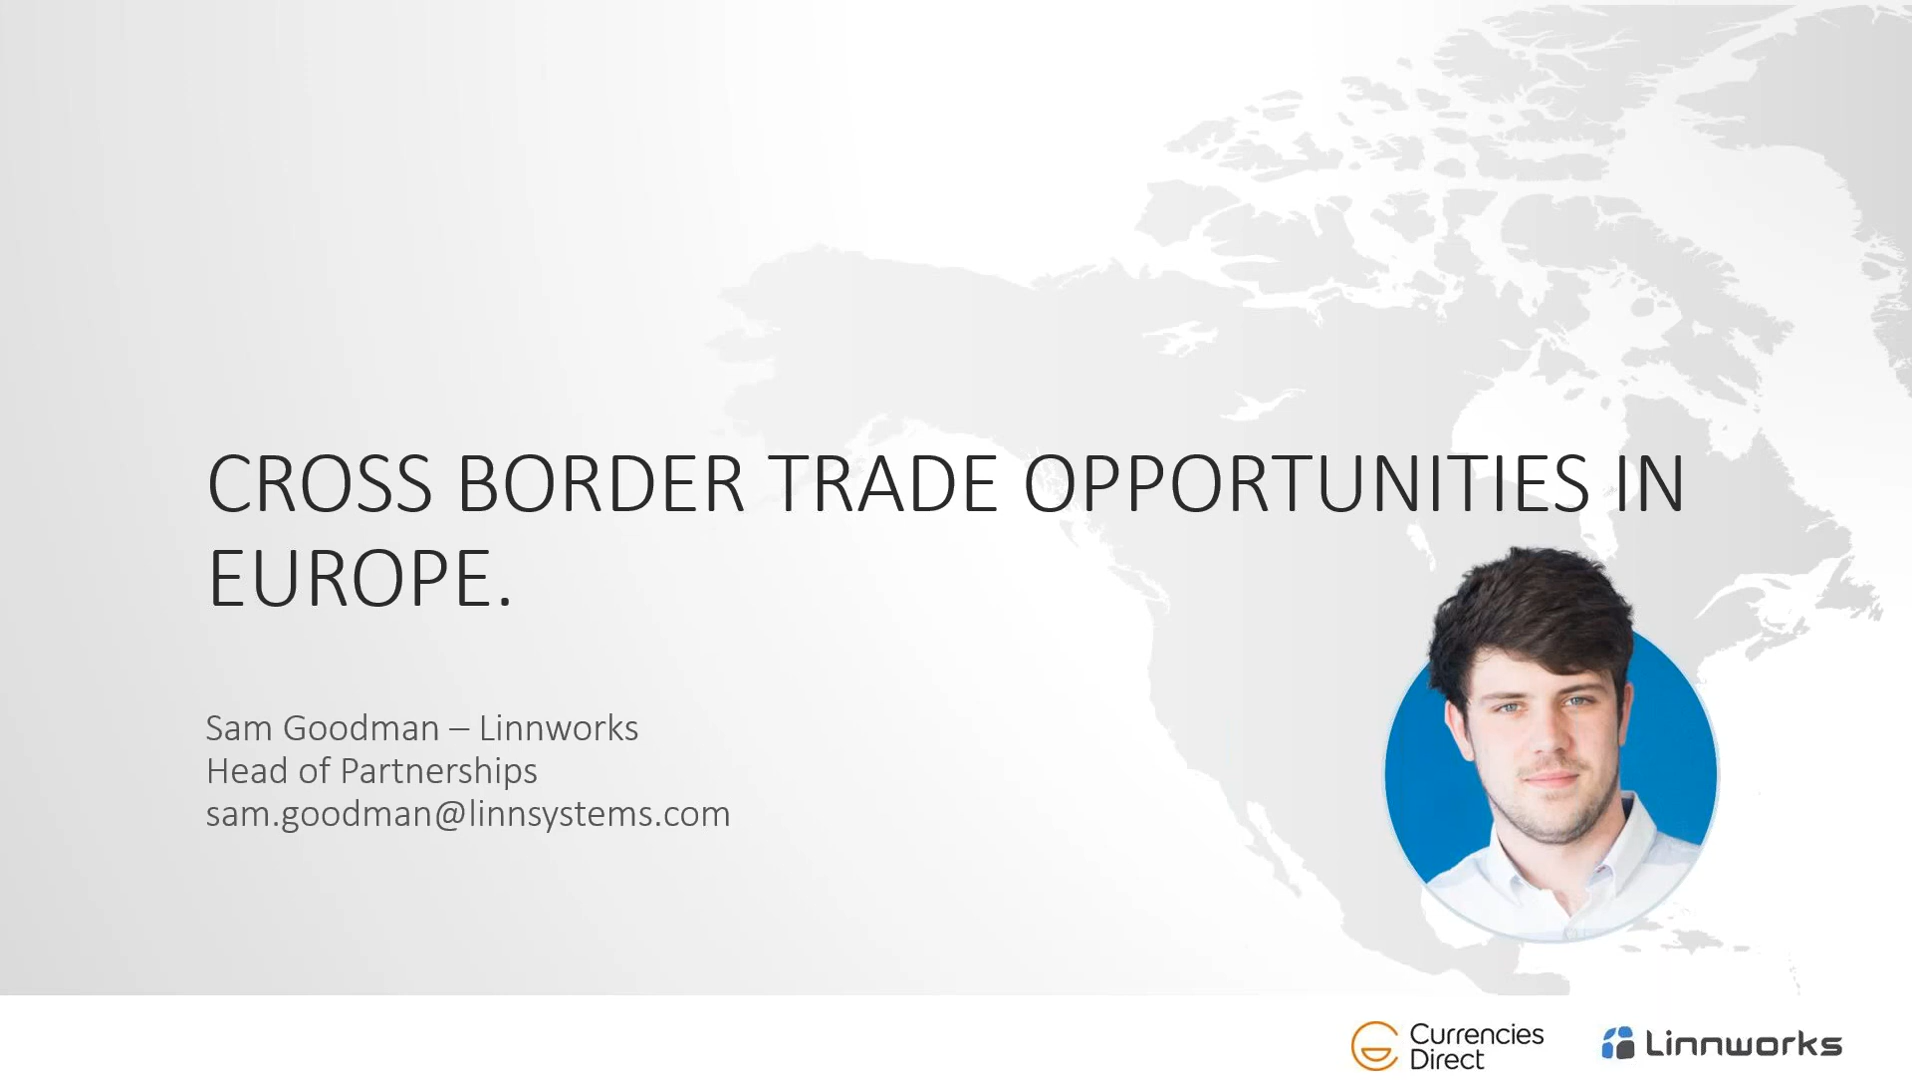 CROSS BORDER TRADE OPPORTUNITIES IN
EUROPE.
Sam Goodman – Linnworks
Head of Partnerships
sam.goodman@linnsystems.com
Currencies
Direct
Linnworks